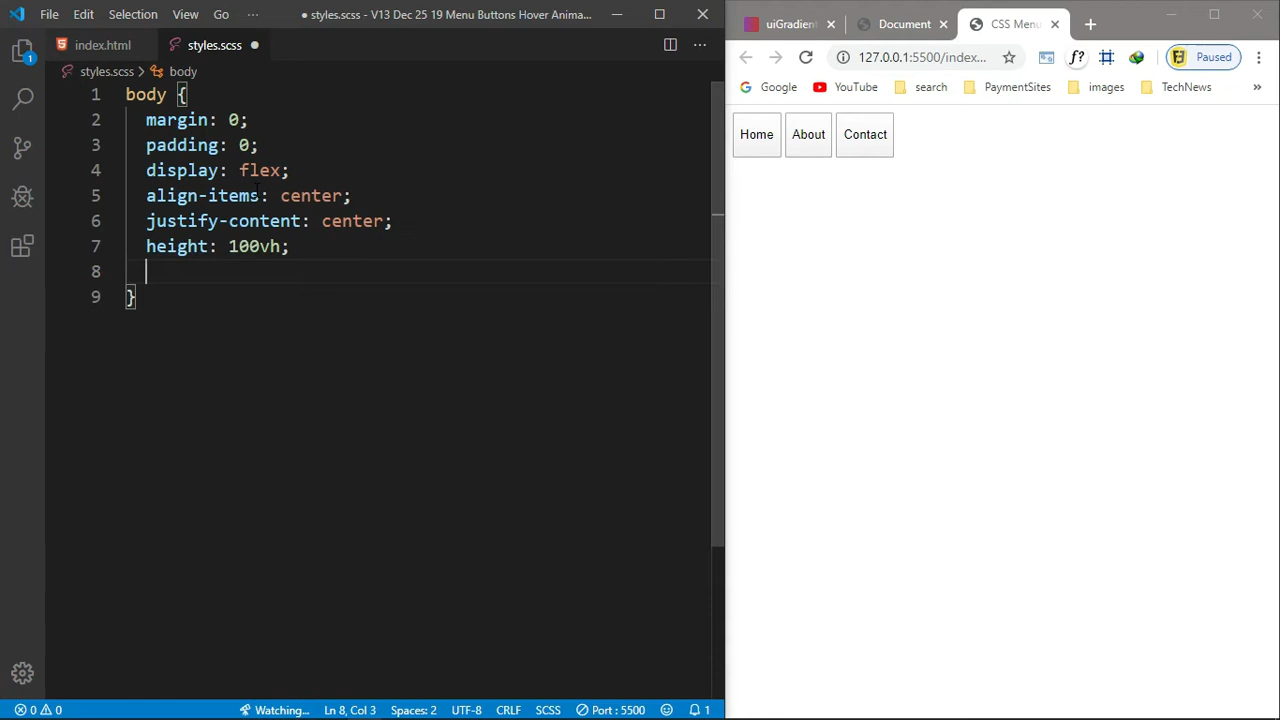 File Edit Selection View Go ··· ● styles.scss - V13 Dec 25 19 Menu Buttons Hover Anima...
index.html styles.scss ●
styles.scss > body
1 body {
2 margin: 0;
3 padding: 0;
4 display: flex;
5 align-items: center;
6 justify-content: center;
7 height: 100vh;
8
9 }
1
0 0 Watching... Ln 8, Col 3 Spaces: 2 UTF-8 CRLF SCSS Port : 5500 1
uiGradient Document CSS Menu
127.0.0.1:5500/index... f? Paused
Google YouTube search PaymentSites images TechNews »
Home About Contact